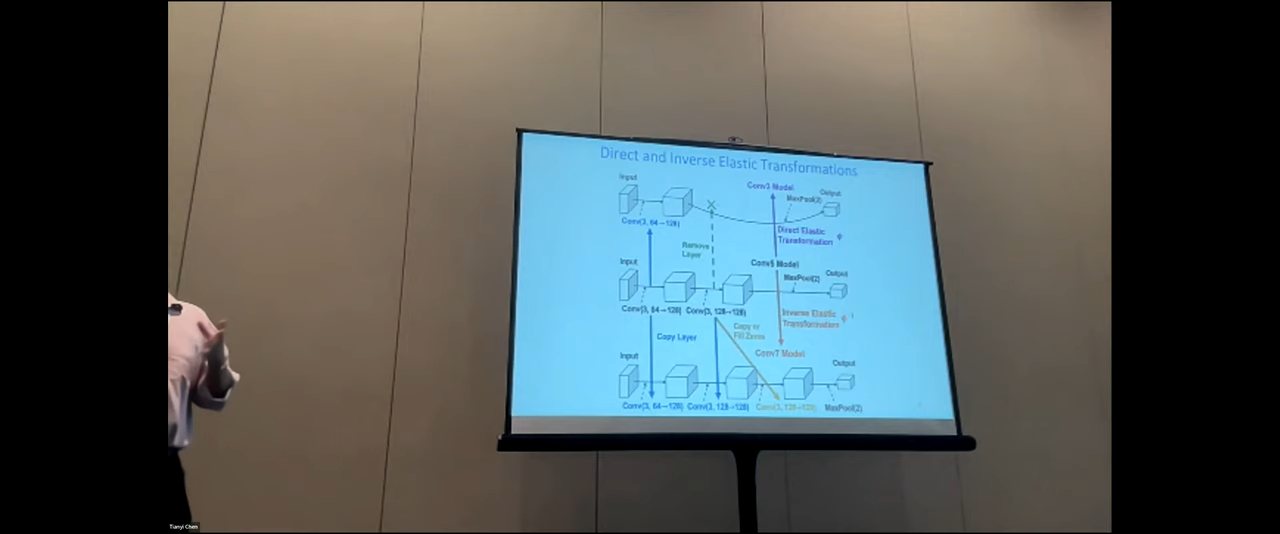 Direct and Inverse Elastic Transformations
Input
Conv3 Model
MaxPool(2)
Output
Conv(3, 64→128)
Direct Elastic
Transformation φ
Remove
Layer
Input
Conv5 Model
MaxPool(2)
Output
Conv(3, 64→128)
Conv(3, 128→128)
Inverse Elastic
Transformation
Copy Layer
Copy or
Fill Zeros
Conv7 Model
Input
Output
Conv(3, 64→128)
Conv(3, 128→128)
Conv(3, 128→128)
MaxPool(2)
Tianyi Chen